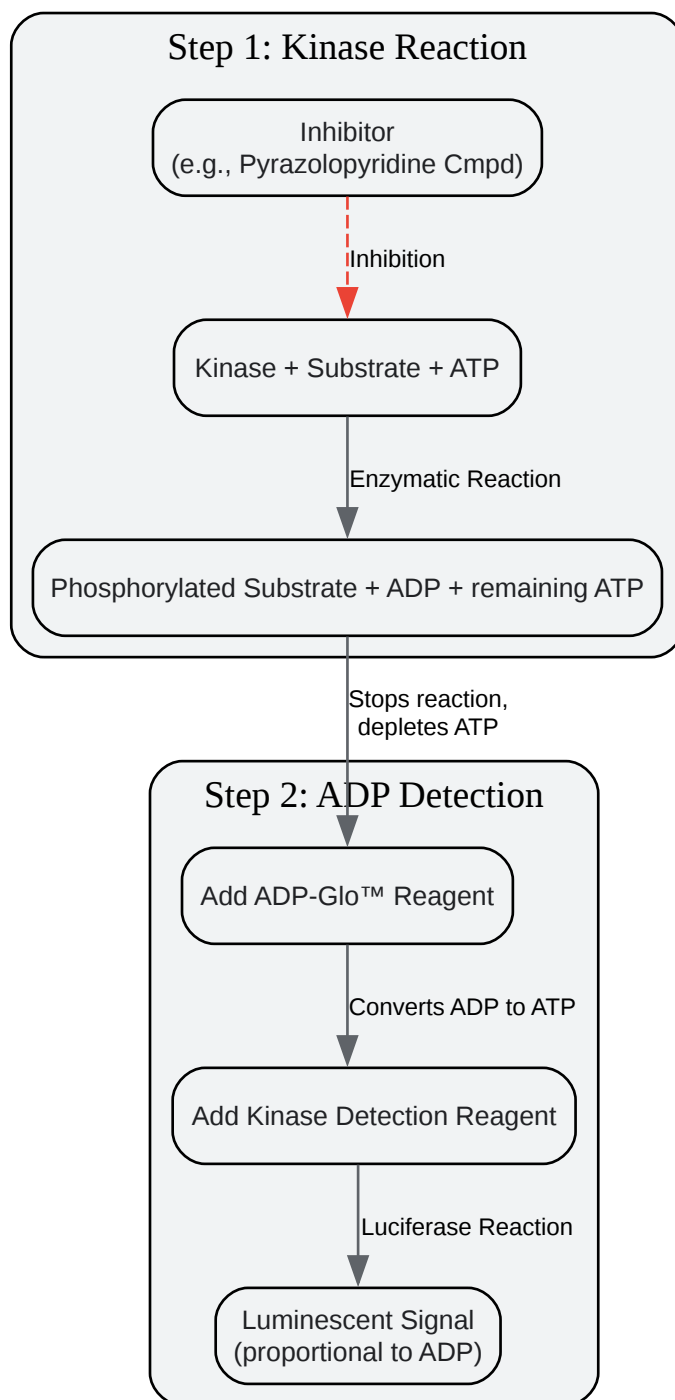 Step 1: Kinase Reaction
Inhibitor
(e.g., Pyrazolopyridine Cmpd)
Inhibition
Kinase + Substrate + ATP
Enzymatic Reaction
Phosphorylated Substrate + ADP + remaining ATP
Stops reaction,
depletes ATP
Step 2: ADP Detection
Add ADP-Glo™ Reagent
Converts ADP to ATP
Add Kinase Detection Reagent
Luciferase Reaction
Luminescent Signal
(proportional to ADP)